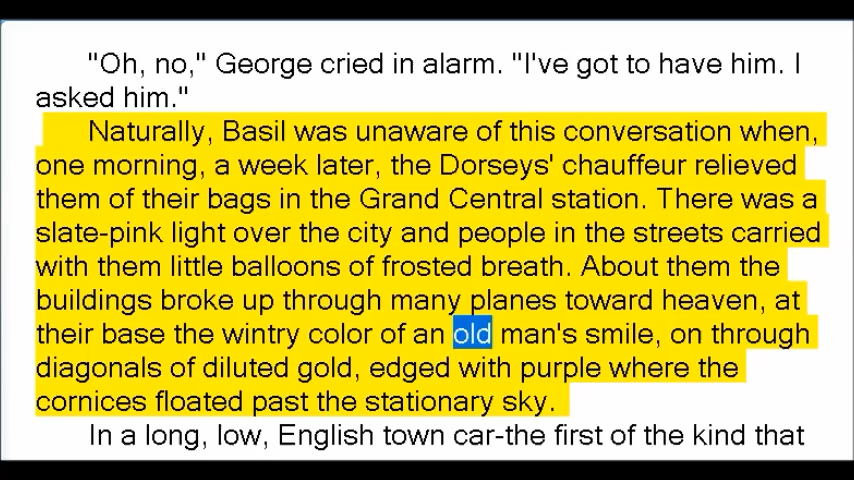 "Oh, no," George cried in alarm. "I've got to have him. I
asked him."
Naturally, Basil was unaware of this conversation when,
one morning, a week later, the Dorseys' chauffeur relieved
them of their bags in the Grand Central station. There was a
slate-pink light over the city and people in the streets carried
with them little balloons of frosted breath. About them the
buildings broke up through many planes toward heaven, at
their base the wintry color of an old man's smile, on through
diagonals of diluted gold, edged with purple where the
cornices floated past the stationary sky.
In a long, low, English town car-the first of the kind that